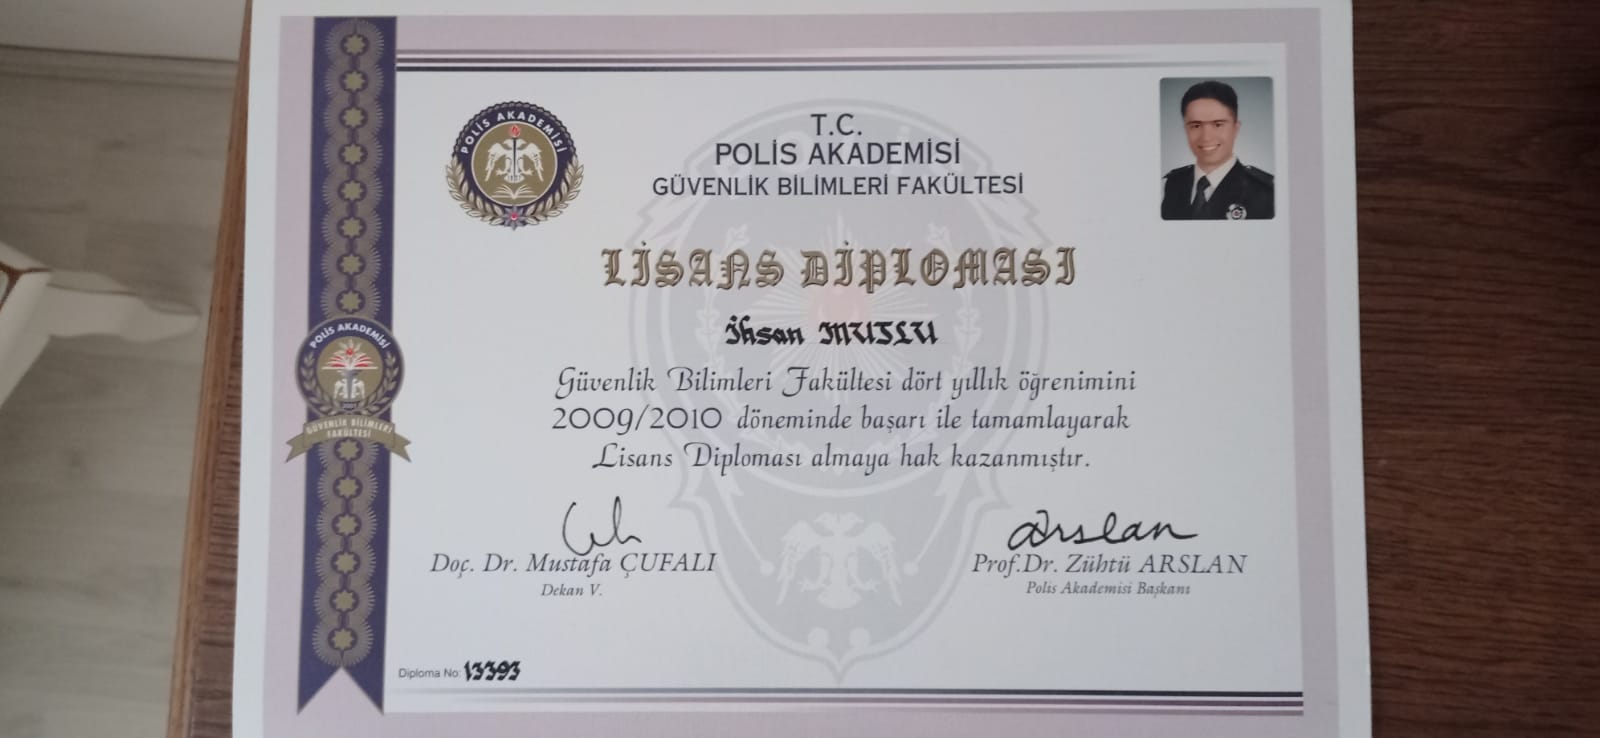 POLİS AKADEMİSİ
T.C.
POLİS AKADEMİSİ
GÜVENLİK BİLİMLERİ FAKÜLTESİ
LİSANS DİPLOMASI
İhsan MUTLU
Güvenlik Bilimleri Fakültesi dört yıllık öğrenimini
2009/2010 döneminde başarı ile tamamlayarak
Lisans Diploması almaya hak kazanmıştır.
POLİS AKADEMİSİ
GÜVENLİK BİLİMLERİ
FAKÜLTESİ
Arslan
Doç. Dr. Mustafa ÇUFALI
Dekan V.
Prof.Dr. Zühtü ARSLAN
Polis Akademisi Başkanı
Diploma No: 13393